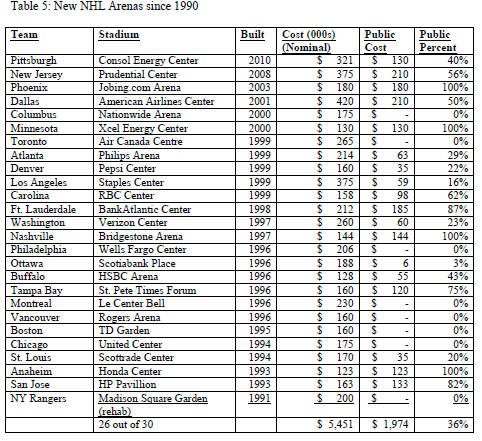 Table 5: New NHL Arenas since 1990
Team Stadium Built Cost (000s) Public Public
(Nominal) Cost Percent
Pittsburgh Consol Energy Center 2010 $ 321 $ 130 40%
New Jersey Prudential Center 2008 $ 375 $ 210 56%
Phoenix Jobing.com Arena 2003 $ 180 $ 180 100%
Dallas American Airlines Center 2001 $ 420 $ 210 50%
Columbus Nationwide Arena 2000 $ 175 $ - 0%
Minnesota Xcel Energy Center 2000 $ 130 $ 130 100%
Toronto Air Canada Centre 1999 $ 265 $ - 0%
Atlanta Philips Arena 1999 $ 214 $ 63 29%
Denver Pepsi Center 1999 $ 160 $ 35 22%
Los Angeles Staples Center 1999 $ 375 $ 59 16%
Carolina RBC Center 1999 $ 158 $ 98 62%
Ft. Lauderdale BankAtlantic Center 1998 $ 212 $ 185 87%
Washington Verizon Center 1997 $ 260 $ 60 23%
Nashville Bridgestone Arena 1997 $ 144 $ 144 100%
Philadelphia Wells Fargo Center 1996 $ 206 $ - 0%
Ottawa Scotiabank Place 1996 $ 188 $ 6 3%
Buffalo HSBC Arena 1996 $ 128 $ 55 43%
Tampa Bay St. Pete Times Forum 1996 $ 160 $ 120 75%
Montreal Le Center Bell 1996 $ 230 $ - 0%
Vancouver Rogers Arena 1996 $ 160 $ - 0%
Boston TD Garden 1995 $ 160 $ - 0%
Chicago United Center 1994 $ 175 $ - 0%
St. Louis Scottrade Center 1994 $ 170 $ 35 20%
Anaheim Honda Center 1993 $ 123 $ 123 100%
San Jose HP Pavillion 1993 $ 163 $ 133 82%
NY Rangers Madison Square Garden 1991 $ 200 $ - 0%
(rehab)
26 out of 30 $ 5,451 $ 1,974 36%